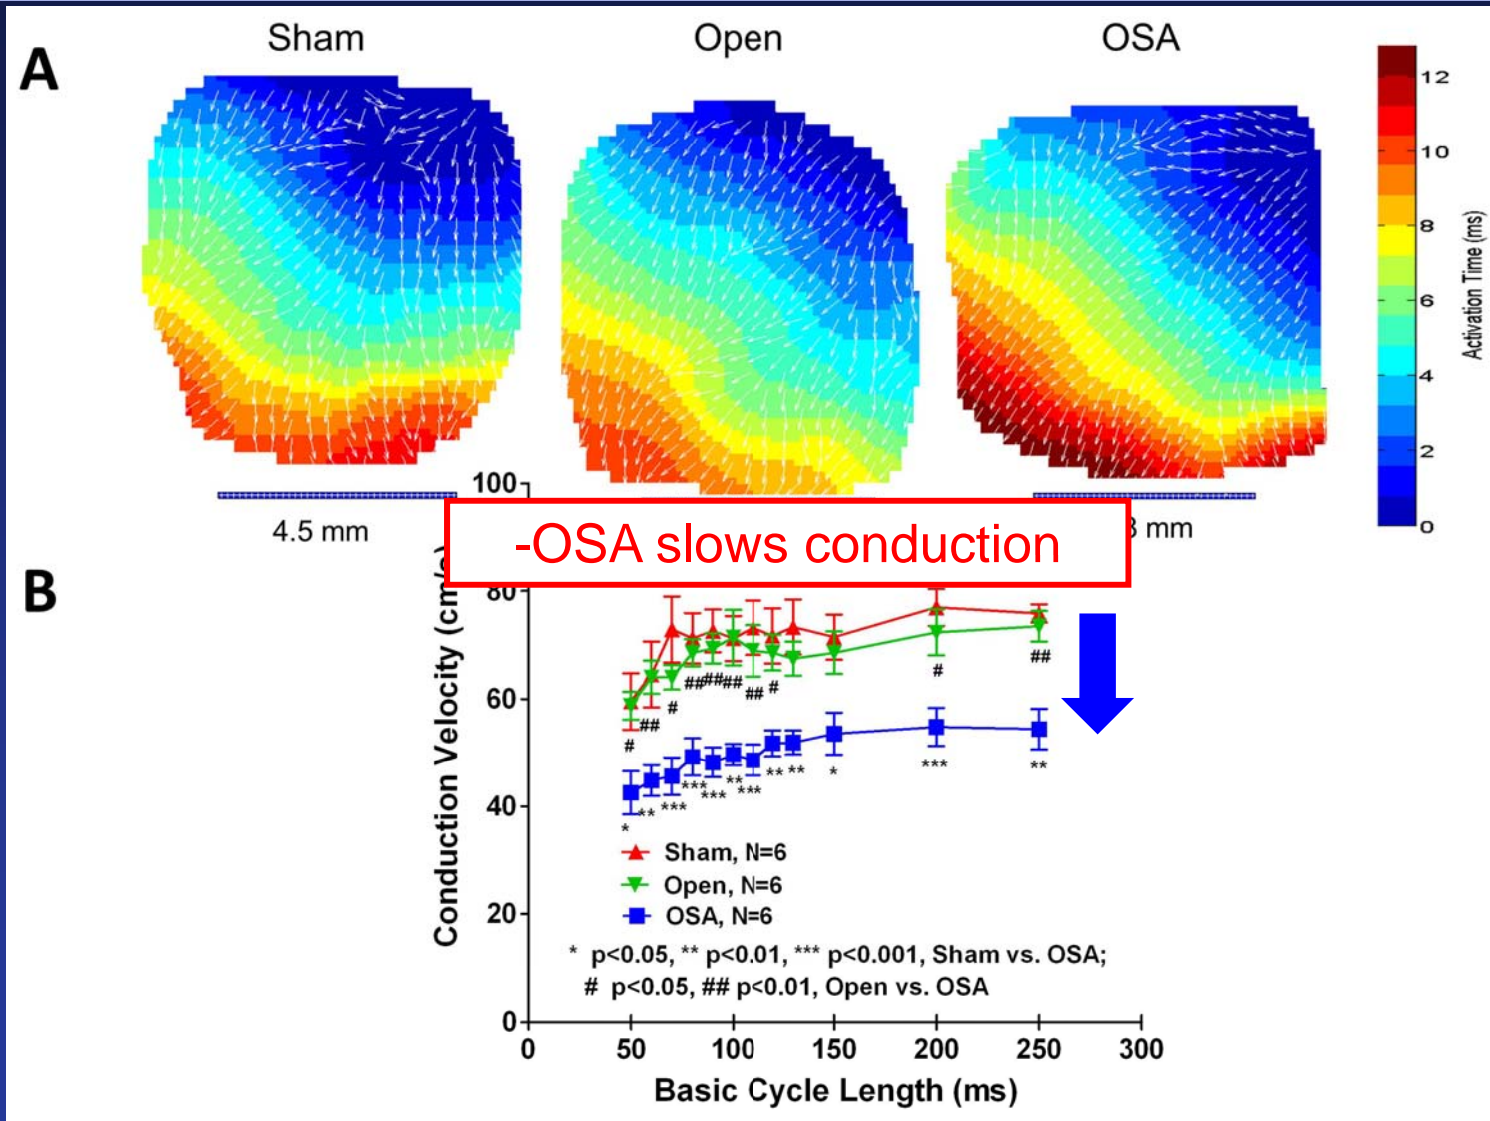 Sham
Open
OSA
A
12
10
8
6
4
2
0
Activation Time (ms)
4.5 mm
3 mm
-OSA slows conduction
B
100
80
60
40
20
0
Conduction Velocity (cm/s)
#
##
#
##
##
##
##
#
#
##
*
**
***
***
***
**
***
**
**
*
***
**
Sham, N=6
Open, N=6
OSA, N=6
* p<0.05, ** p<0.01, *** p<0.001, Sham vs. OSA;
# p<0.05, ## p<0.01, Open vs. OSA
0
50
100
150
200
250
300
Basic Cycle Length (ms)